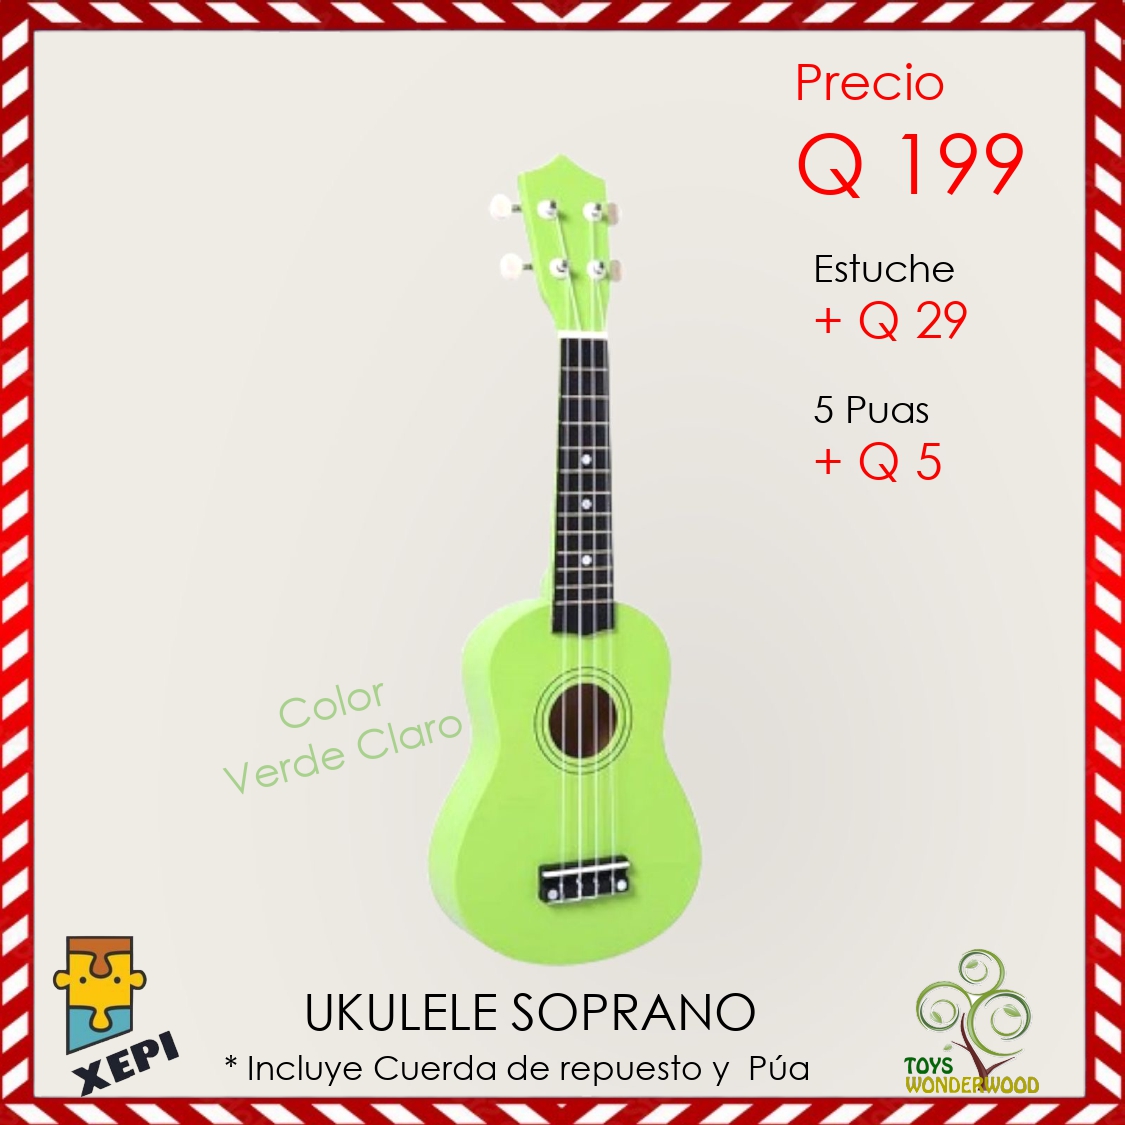 Precio
Q 199
Estuche
+ Q 29
5 Puas
+ Q 5
Color
Verde Claro
UKULELE SOPRANO
* Incluye Cuerda de repuesto y Púa
XEPI
TOYS
WONDERWOOD